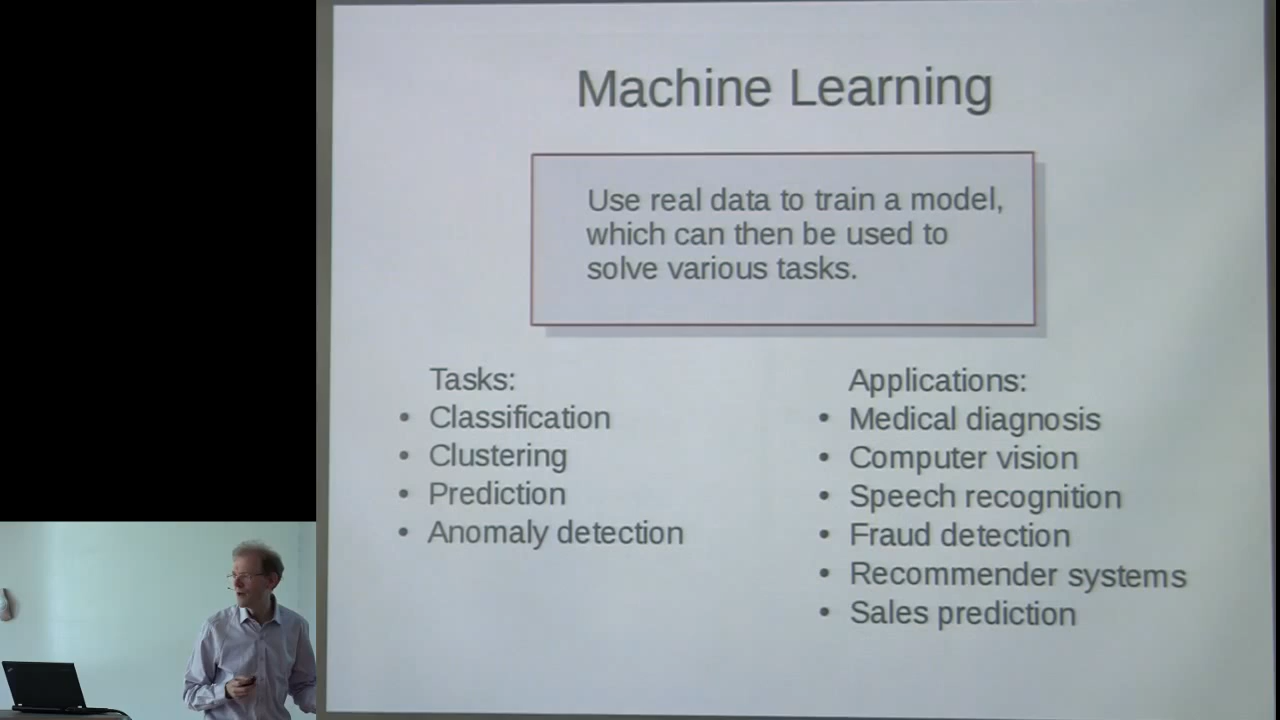 Machine Learning
Use real data to train a model,
which can then be used to
solve various tasks.
Tasks:
• Classification
• Clustering
• Prediction
• Anomaly detection
Applications:
• Medical diagnosis
• Computer vision
• Speech recognition
• Fraud detection
• Recommender systems
• Sales prediction